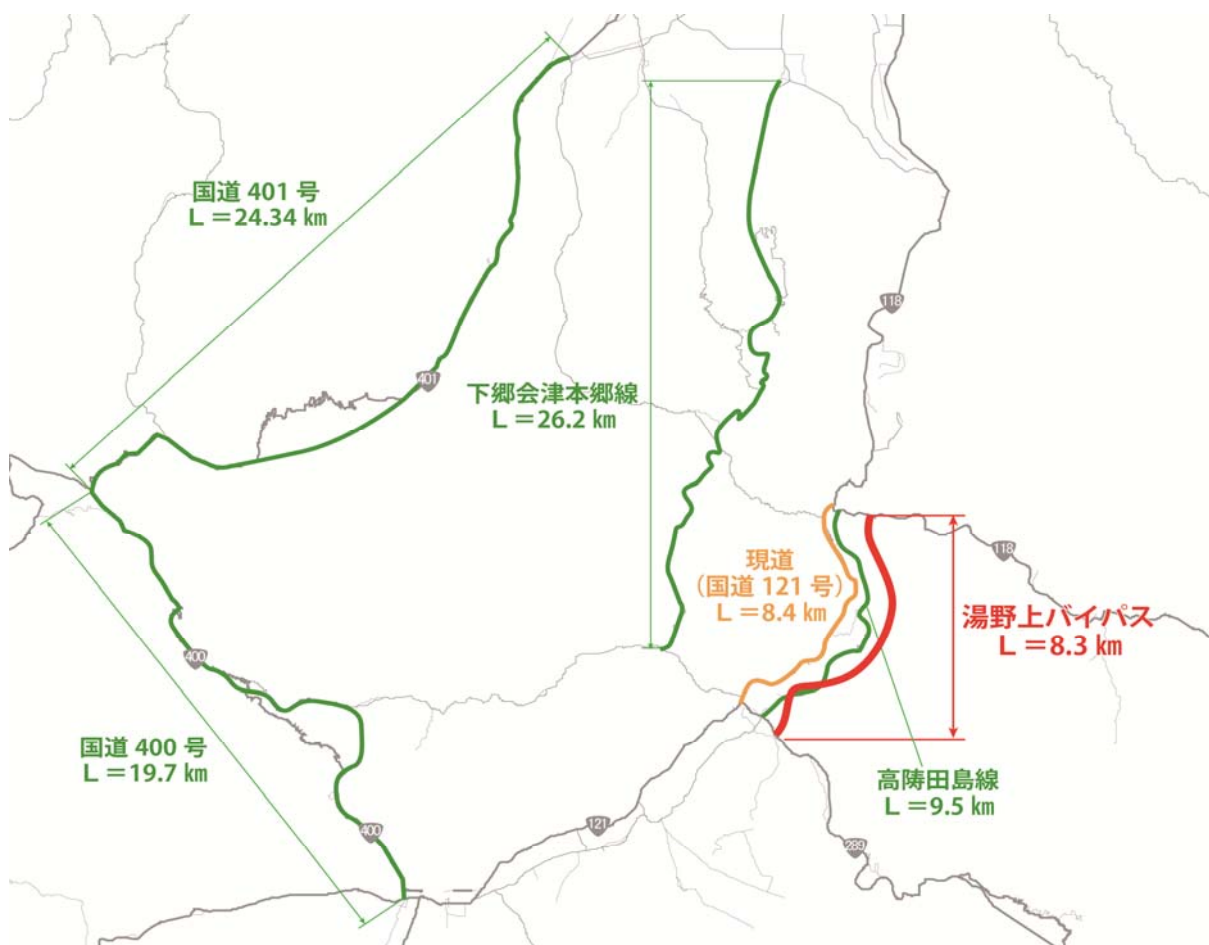 国道 401 号
L＝24.34 ㎞
118
401
下郷会津本郷線
L＝26.2 ㎞
118
現道
（国道 121 号）
L＝8.4 ㎞
湯野上バイパス
L＝8.3 ㎞
400
国道 400 号
L＝19.7 ㎞
高陦田島線
L＝9.5 ㎞
121
400
289